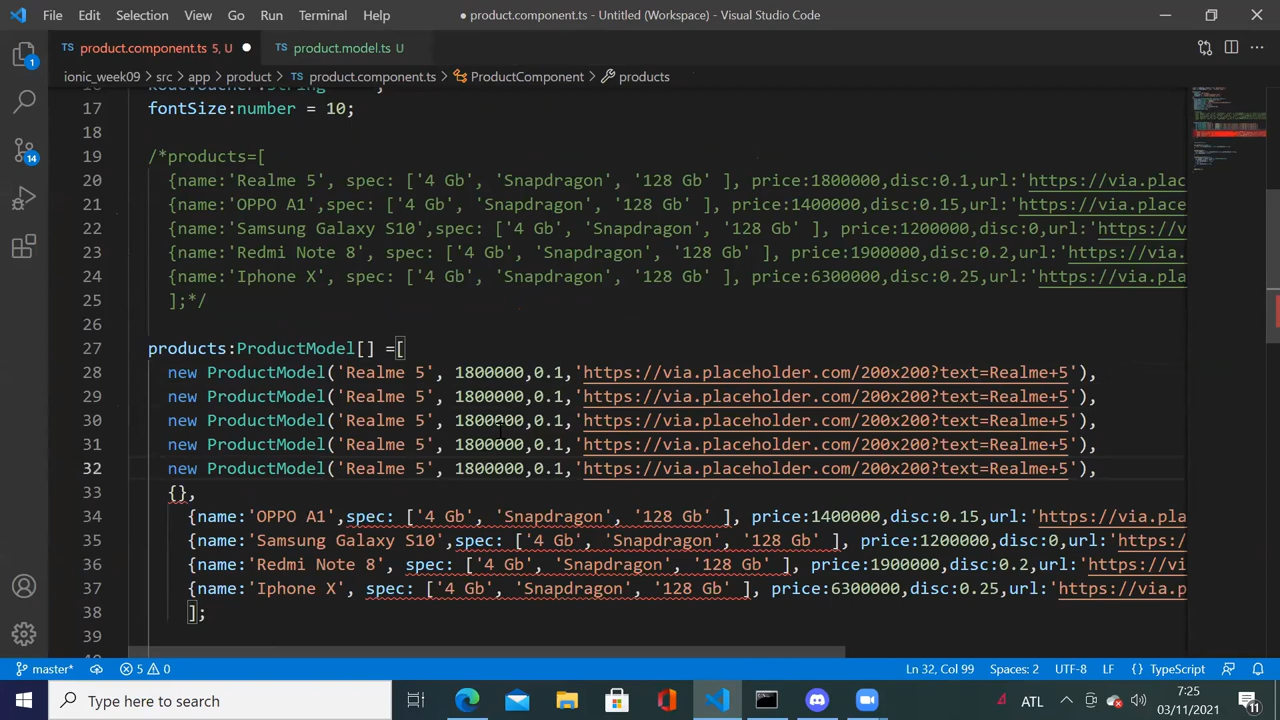 File Edit Selection View Go Run Terminal Help ● product.component.ts - Untitled (Workspace) - Visual Studio Code
TS product.component.ts 5, U ● TS product.model.ts U
ionic_week09 > src > app > product > TS product.component.ts > ProductComponent > products
17 fontSize:number = 10;
18
19 /*products=[
20 {name:'Realme 5', spec: ['4 Gb', 'Snapdragon', '128 Gb' ], price:1800000,disc:0.1,url:'https://via.place
21 {name:'OPPO A1',spec: ['4 Gb', 'Snapdragon', '128 Gb' ], price:1400000,disc:0.15,url:'https://via.pl
22 {name:'Samsung Galaxy S10',spec: ['4 Gb', 'Snapdragon', '128 Gb' ], price:1200000,disc:0,url:'https://v
23 {name:'Redmi Note 8', spec: ['4 Gb', 'Snapdragon', '128 Gb' ], price:1900000,disc:0.2,url:'https://via.
24 {name:'Iphone X', spec: ['4 Gb', 'Snapdragon', '128 Gb' ], price:6300000,disc:0.25,url:'https://via.pla
25 ];*/
26
27 products:ProductModel[] =[
28 new ProductModel('Realme 5', 1800000,0.1,'https://via.placeholder.com/200x200?text=Realme+5'),
29 new ProductModel('Realme 5', 1800000,0.1,'https://via.placeholder.com/200x200?text=Realme+5'),
30 new ProductModel('Realme 5', 1800000,0.1,'https://via.placeholder.com/200x200?text=Realme+5'),
31 new ProductModel('Realme 5', 1800000,0.1,'https://via.placeholder.com/200x200?text=Realme+5'),
32 new ProductModel('Realme 5', 1800000,0.1,'https://via.placeholder.com/200x200?text=Realme+5'),
33 {},
34 {name:'OPPO A1',spec: ['4 Gb', 'Snapdragon', '128 Gb' ], price:1400000,disc:0.15,url:'https://via.pla
35 {name:'Samsung Galaxy S10',spec: ['4 Gb', 'Snapdragon', '128 Gb' ], price:1200000,disc:0,url:'https:/
36 {name:'Redmi Note 8', spec: ['4 Gb', 'Snapdragon', '128 Gb' ], price:1900000,disc:0.2,url:'https://vi
37 {name:'Iphone X', spec: ['4 Gb', 'Snapdragon', '128 Gb' ], price:6300000,disc:0.25,url:'https://via.p
38 ];
39
1
14
master* 5 0 Ln 32, Col 99 Spaces: 2 UTF-8 LF {} TypeScript
Type here to search ATL 7:25
03/11/2021 11